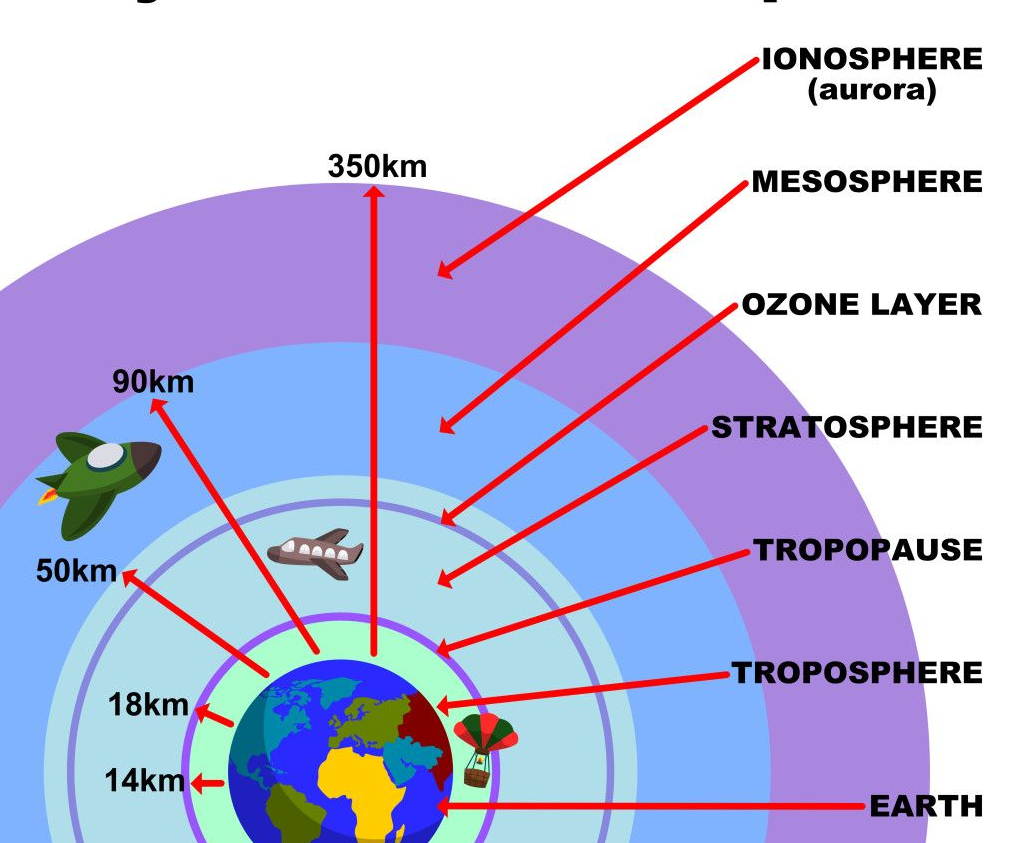 IONOSPHERE
(aurora)
350km
MESOSPHERE
OZONE LAYER
90km
STRATOSPHERE
TROPOPAUSE
50km
TROPOSPHERE
18km
14km
EARTH